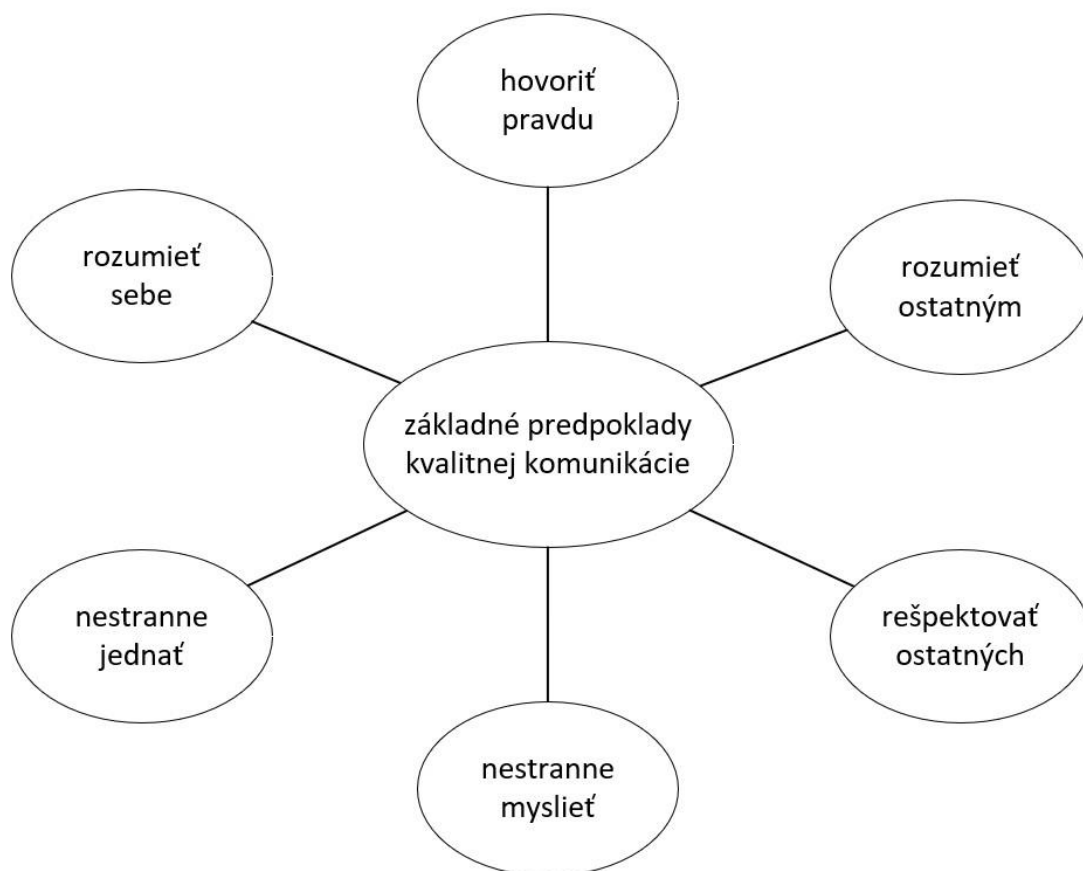 hovoriť
pravdu
rozumieť
sebe
rozumieť
ostatným
základné predpoklady
kvalitnej komunikácie
nestranne
jednať
rešpektovať
ostatných
nestranne
myslieť